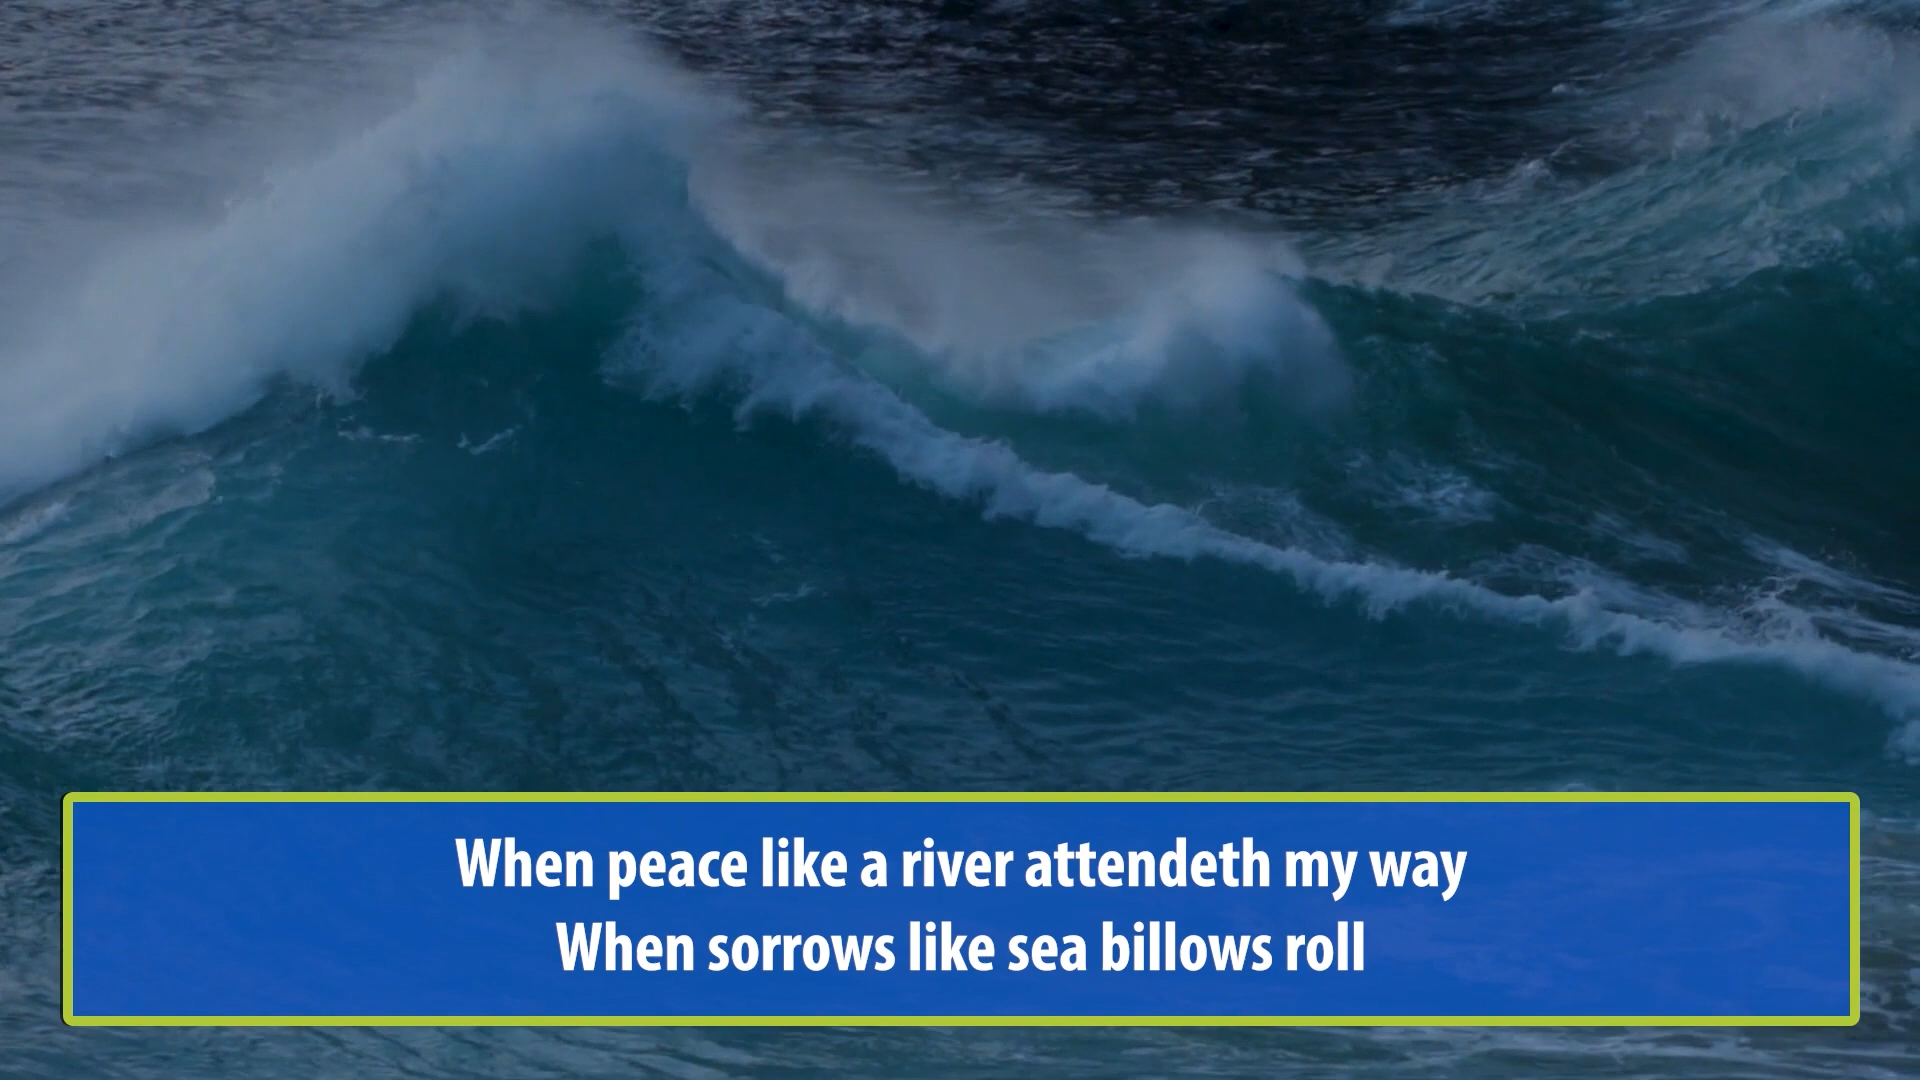 When peace like a river attendeth my way
When sorrows like sea billows roll